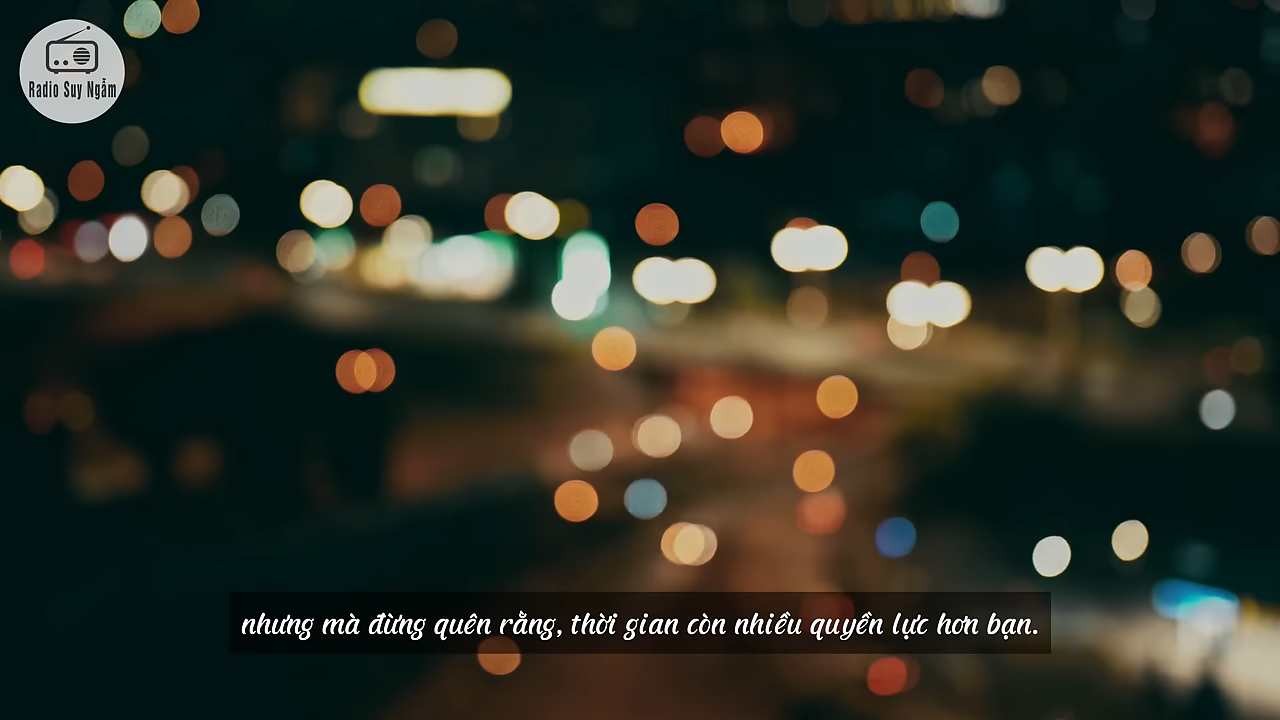 Radio Suy Ngẫm
nhưng mà đừng quên rằng, thời gian còn nhiều quyền lực hơn bạn.